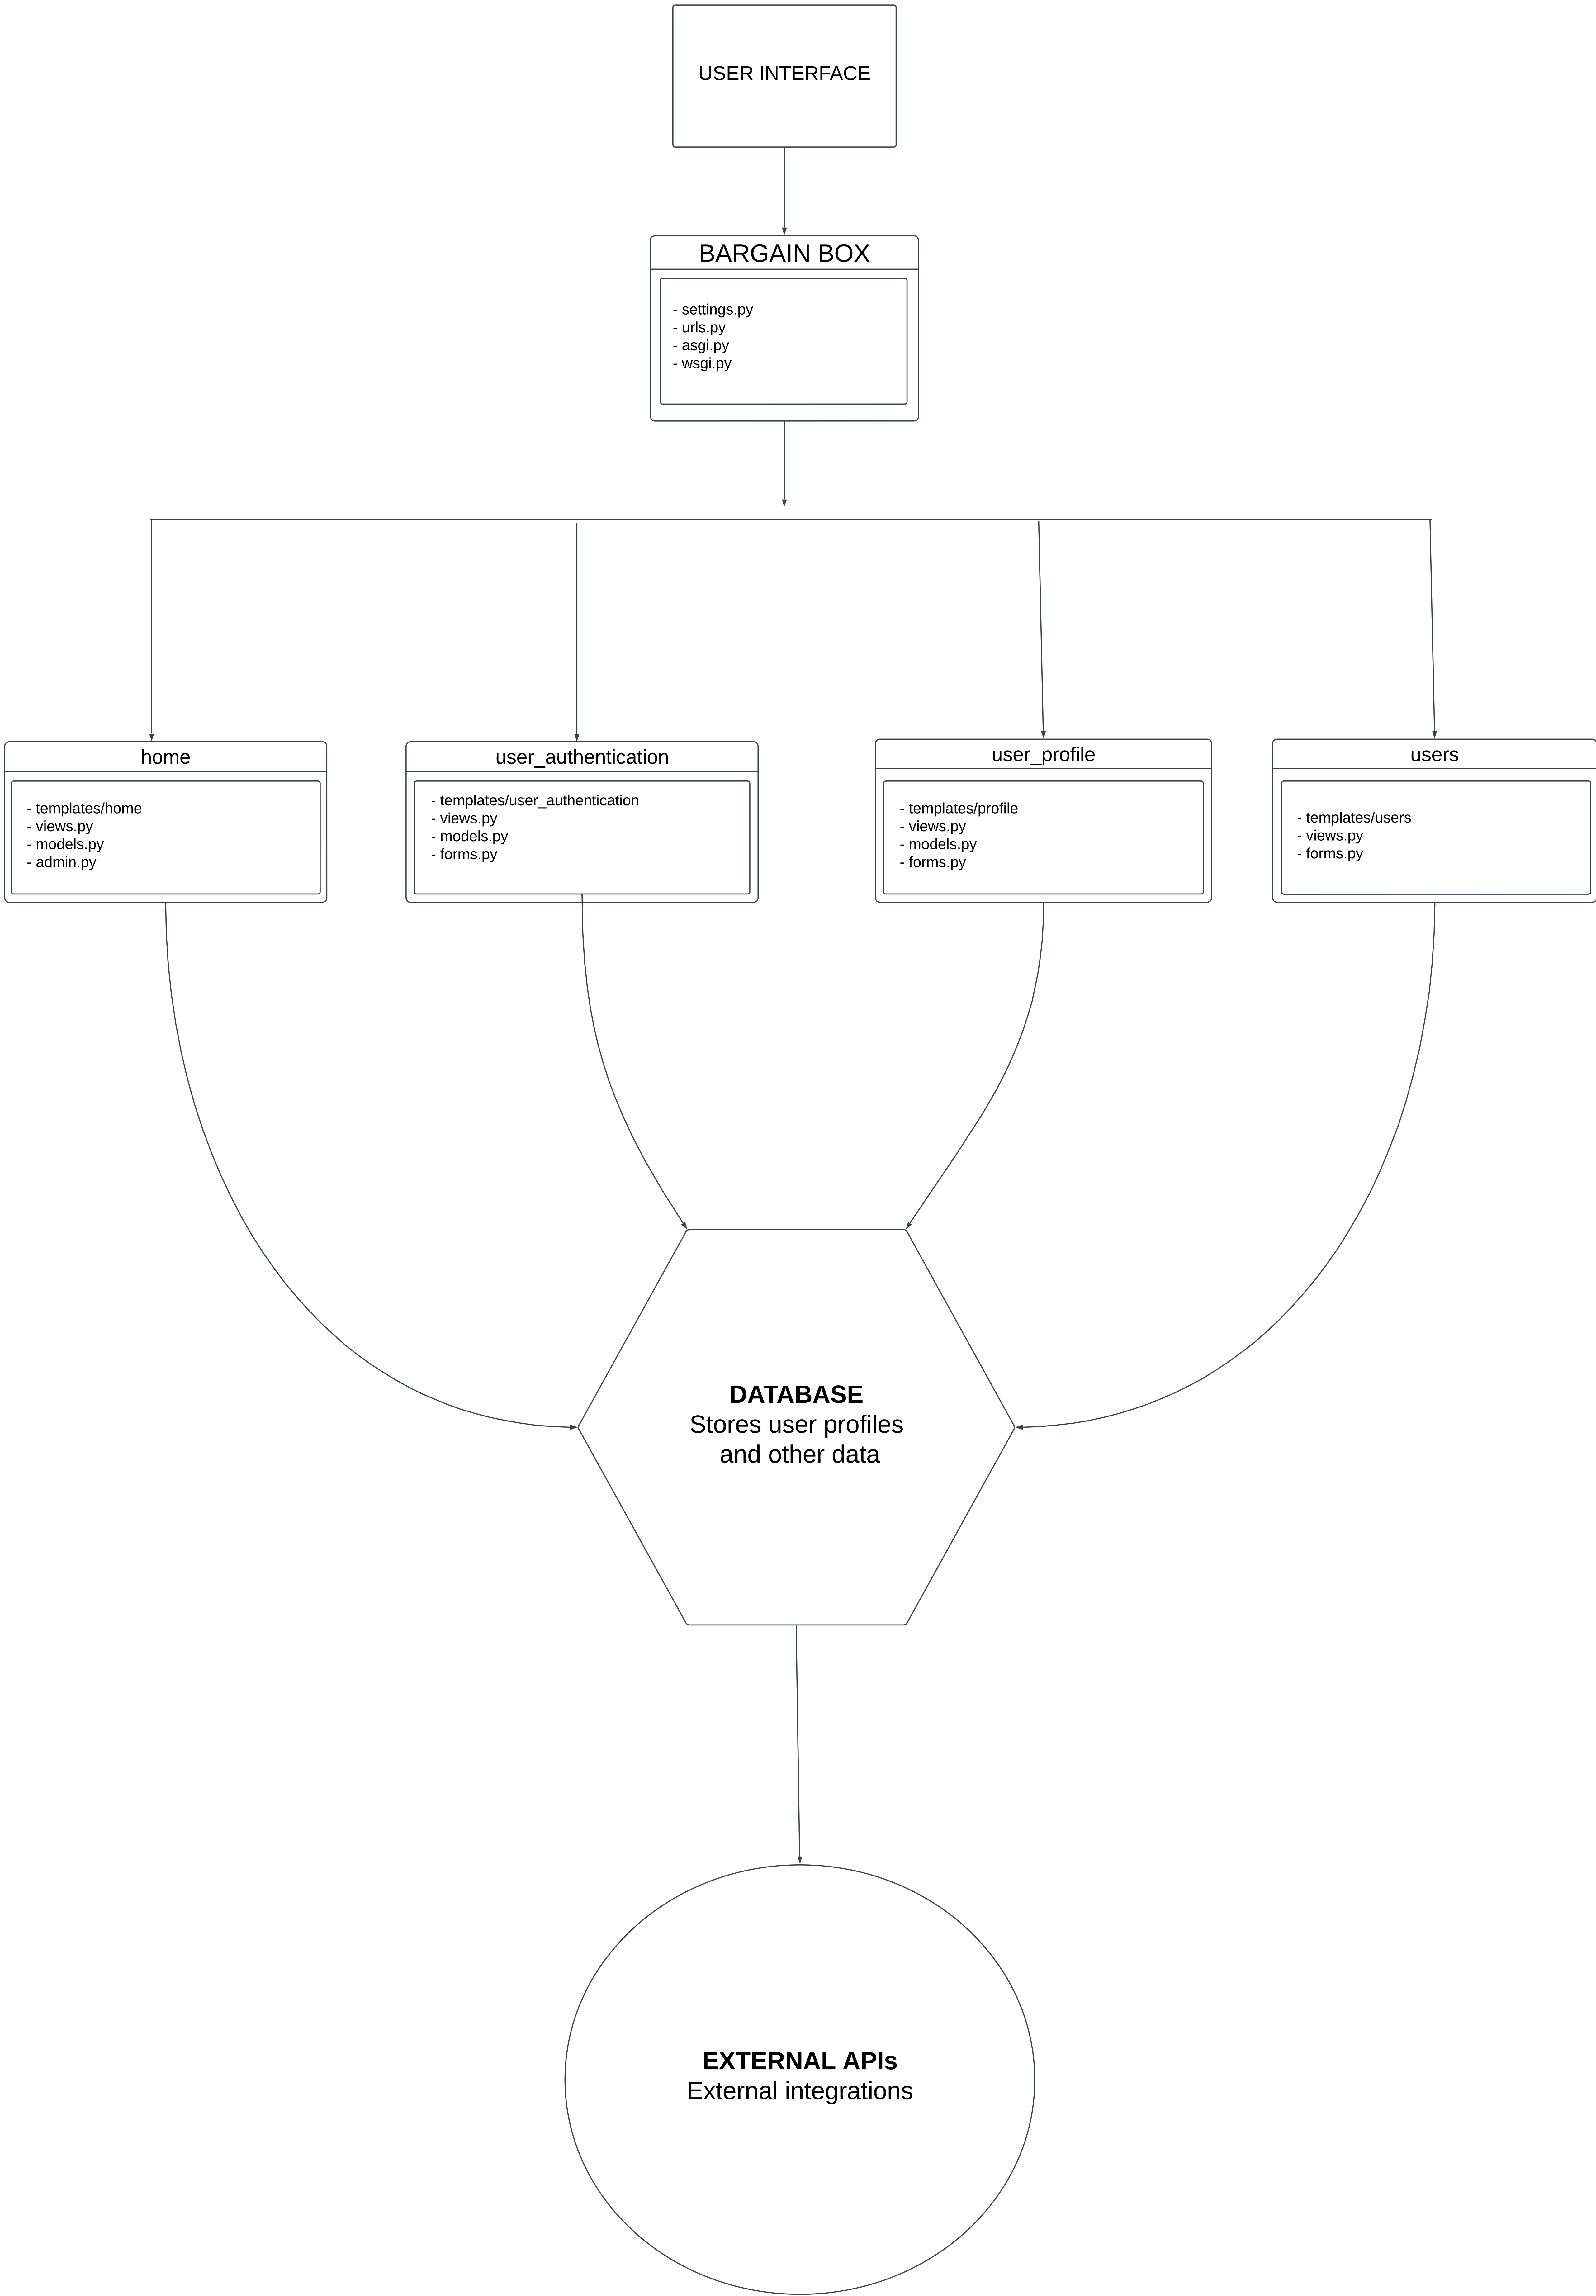 USER INTERFACE
BARGAIN BOX
- settings.py
- urls.py
- asgi.py
- wsgi.py
home
- templates/home
- views.py
- models.py
- admin.py
user_authentication
- templates/user_authentication
- views.py
- models.py
- forms.py
user_profile
- templates/profile
- views.py
- models.py
- forms.py
users
- templates/users
- views.py
- forms.py
DATABASE
Stores user profiles
and other data
EXTERNAL APIs
External integrations